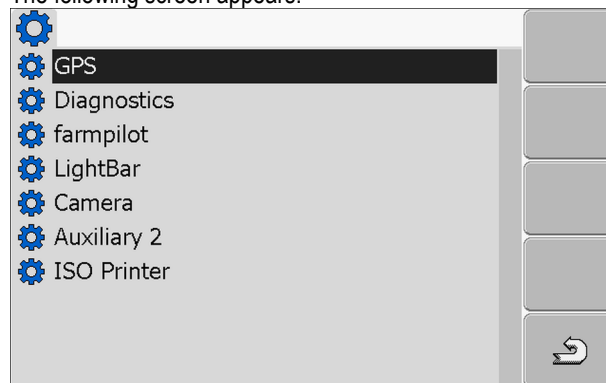 The following screen appears:
GPS
Diagnostics
farmpilot
LightBar
Camera
Auxiliary 2
ISO Printer